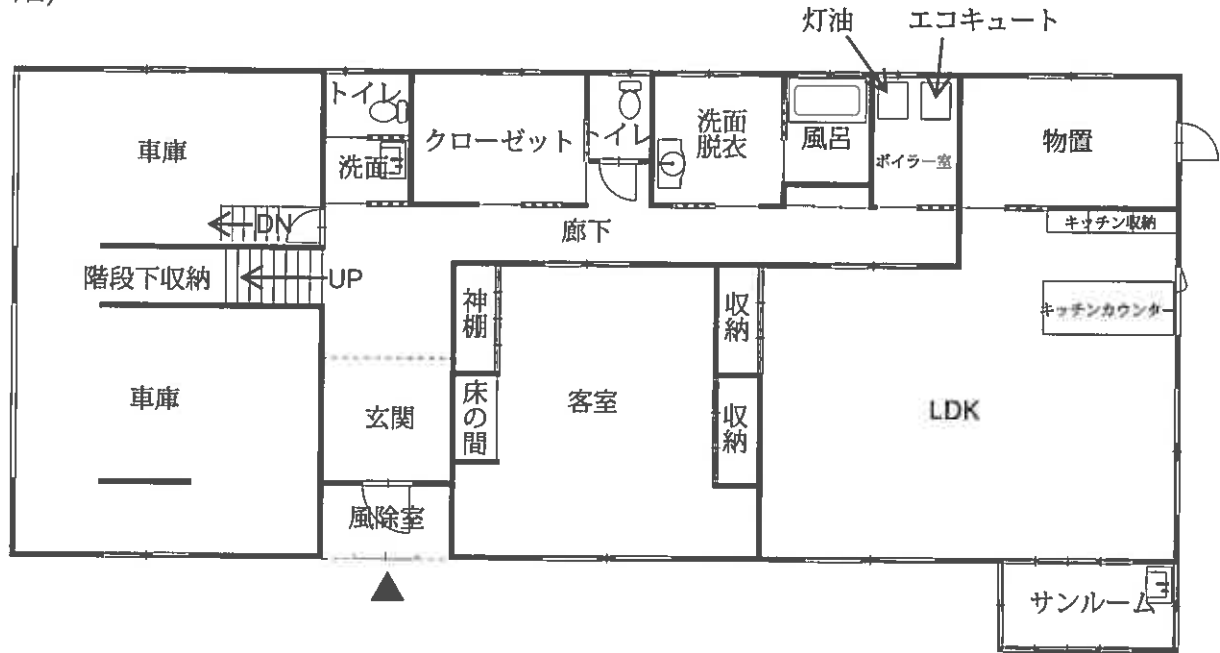 灯油
エコキュート
トイレ
車庫
クローゼット
トイレ
洗面
脱衣
風呂
物置
洗面
ボイラー室
DN
廊下
キッチン収納
階段下収納
UP
神棚
収納
キッチンカウンター
車庫
玄関
床の間
客室
収納
LDK
風除室
サンルーム